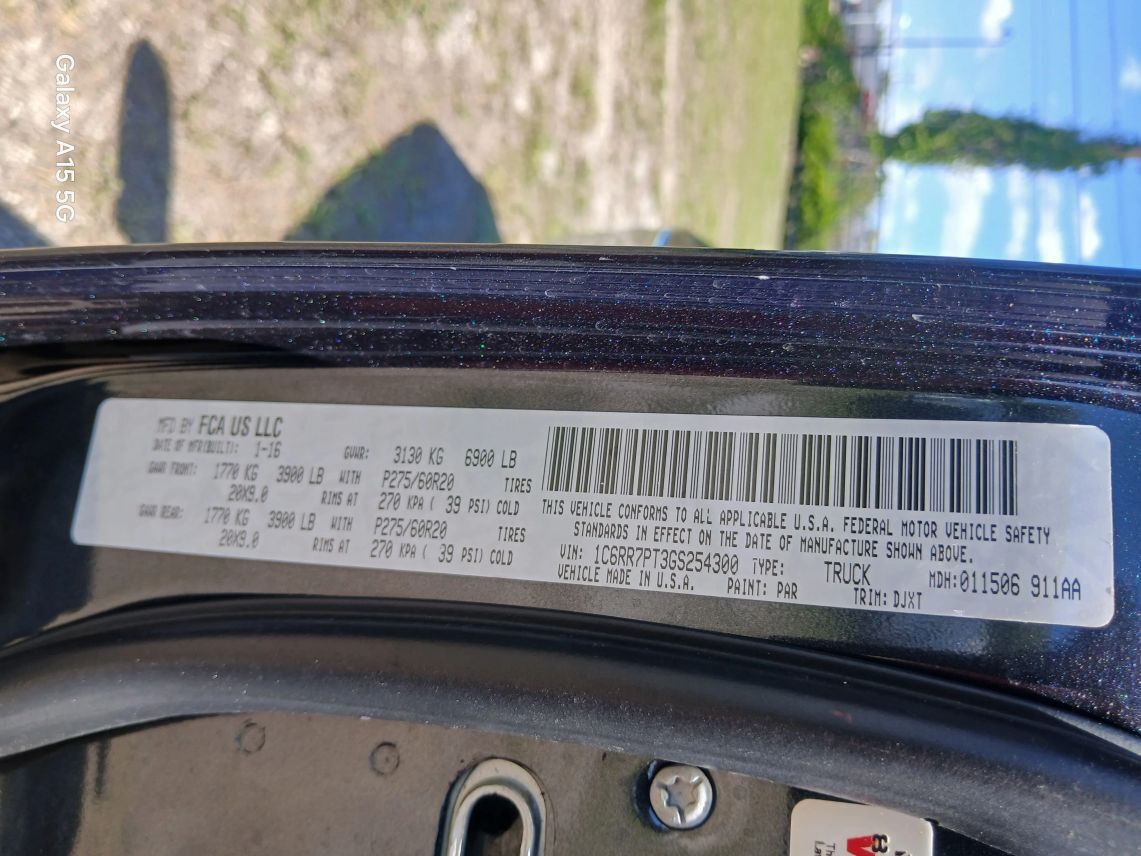 MFD BY FCA US LLC
DATE OF MFR(BUILT): 1-16 GVWR: 3130 KG 6900 LB
GAWR FRONT: 1770 KG 3900 LB WITH P275/60R20 TIRES
20X9.0 RIMS AT 270 KPA ( 39 PSI) COLD
GAWR REAR: 1770 KG 3900 LB WITH P275/60R20 TIRES
20X9.0 RIMS AT 270 KPA ( 39 PSI) COLD
THIS VEHICLE CONFORMS TO ALL APPLICABLE U.S.A. FEDERAL MOTOR VEHICLE SAFETY
STANDARDS IN EFFECT ON THE DATE OF MANUFACTURE SHOWN ABOVE.
VIN: 1C6RR7PT3GS254300 TYPE: TRUCK MDH:011506 911AA
VEHICLE MADE IN U.S.A. PAINT: PAR TRIM: DJXT
Galaxy A15 5G